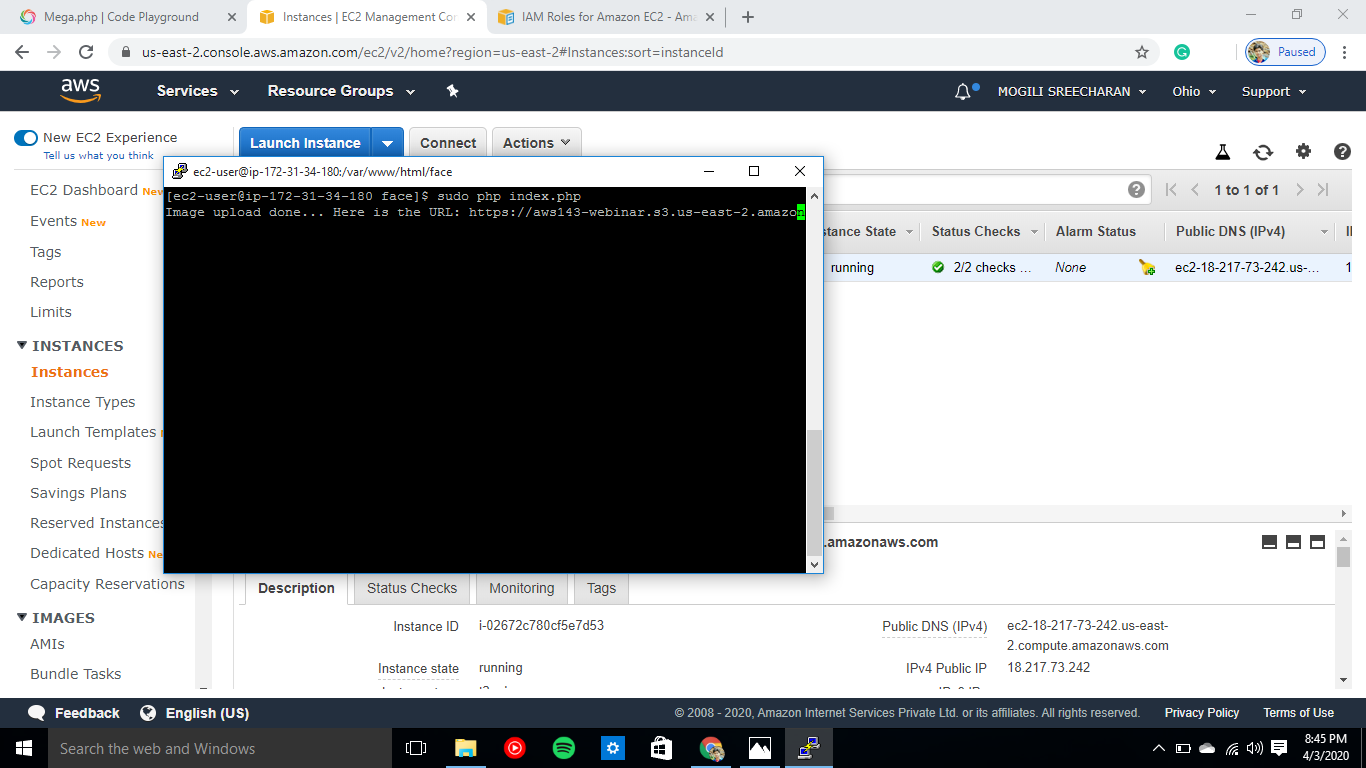 Mega.php | Code Playground
Instances | EC2 Management Con
IAM Roles for Amazon EC2 - Ama
us-east-2.console.aws.amazon.com/ec2/v2/home?region=us-east-2#Instances:sort=instanceId
Paused
aws
Services
Resource Groups
MOGILI SREECHARAN
Ohio
Support
New EC2 Experience
Tell us what you think
Launch Instance
Connect
Actions
EC2 Dashboard New
Events New
Tags
Reports
Limits
INSTANCES
Instances
Instance Types
Launch Templates
Spot Requests
Savings Plans
Reserved Instances
Dedicated Hosts Ne
Capacity Reservations
IMAGES
AMIs
Bundle Tasks
ec2-user@ip-172-31-34-180:/var/www/html/face
[ec2-user@ip-172-31-34-180 face]$ sudo php index.php
Image upload done... Here is the URL: https://aws143-webinar.s3.us-east-2.amazon
1 to 1 of 1
stance State
Status Checks
Alarm Status
Public DNS (IPv4)
running
2/2 checks ...
None
ec2-18-217-73-242.us-...
1
.amazonaws.com
Description
Status Checks
Monitoring
Tags
Instance ID
i-02672c780cf5e7d53
Public DNS (IPv4)
ec2-18-217-73-242.us-east-
2.compute.amazonaws.com
Instance state
running
IPv4 Public IP
18.217.73.242
Feedback
English (US)
© 2008 - 2020, Amazon Internet Services Private Ltd. or its affiliates. All rights reserved.
Privacy Policy
Terms of Use
Search the web and Windows
8:45 PM
4/3/2020